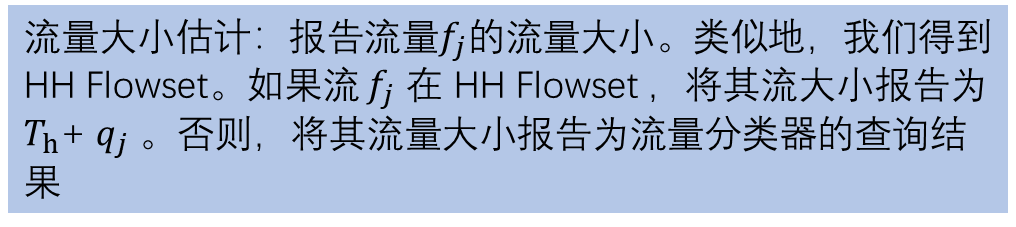 流量大小估计：报告流量fj的流量大小。类似地，我们得到
HH Flowset。如果流 fj 在 HH Flowset ，将其流大小报告为
Th+ qj 。否则，将其流量大小报告为流量分类器的查询结
果